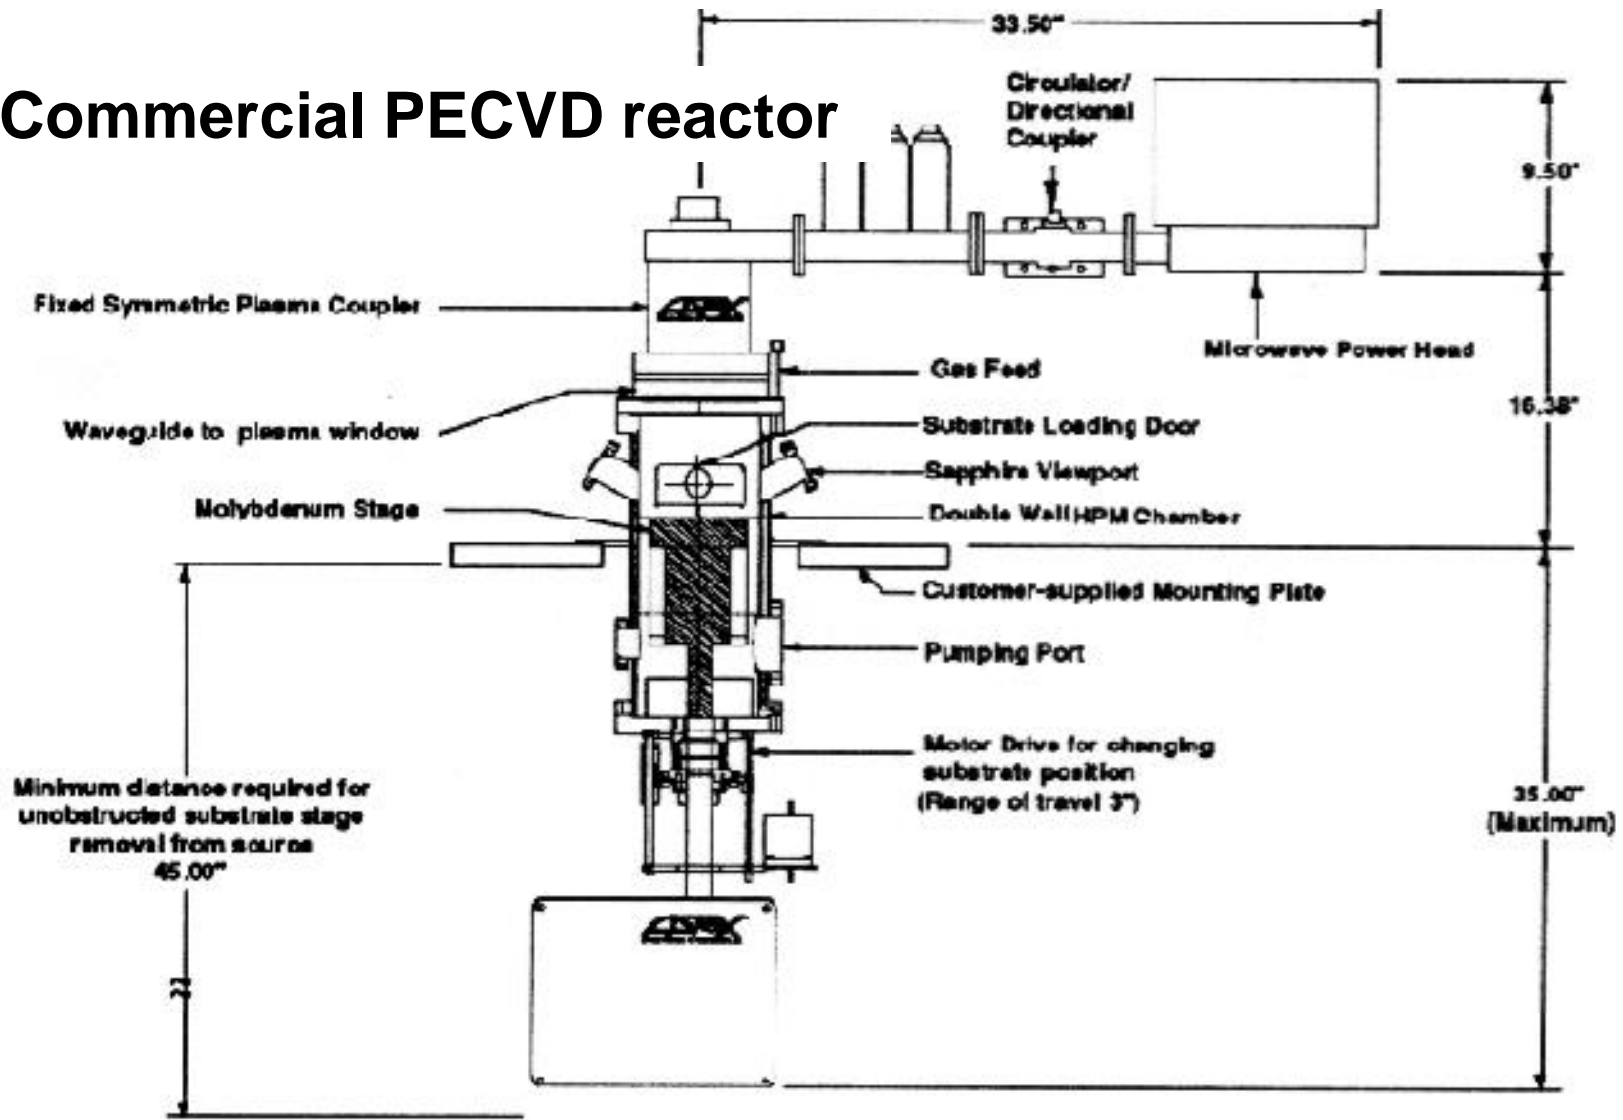 33.50"
Commercial PECVD reactor
Circulator/
Directional
Coupler
9.50"
Fixed Symmetric Plasma Coupler
Microwave Power Head
Gas Feed
16.38"
Waveguide to plasma window
Substrate Loading Door
Sapphire Viewport
Molybdenum Stage
Double Wall HPM Chamber
Customer-supplied Mounting Plate
Pumping Port
Motor Drive for changing
substrate position
(Range of travel 3")
Minimum distance required for
unobstructed substrate stage
removal from source
45.00"
35.00"
(Maximum)